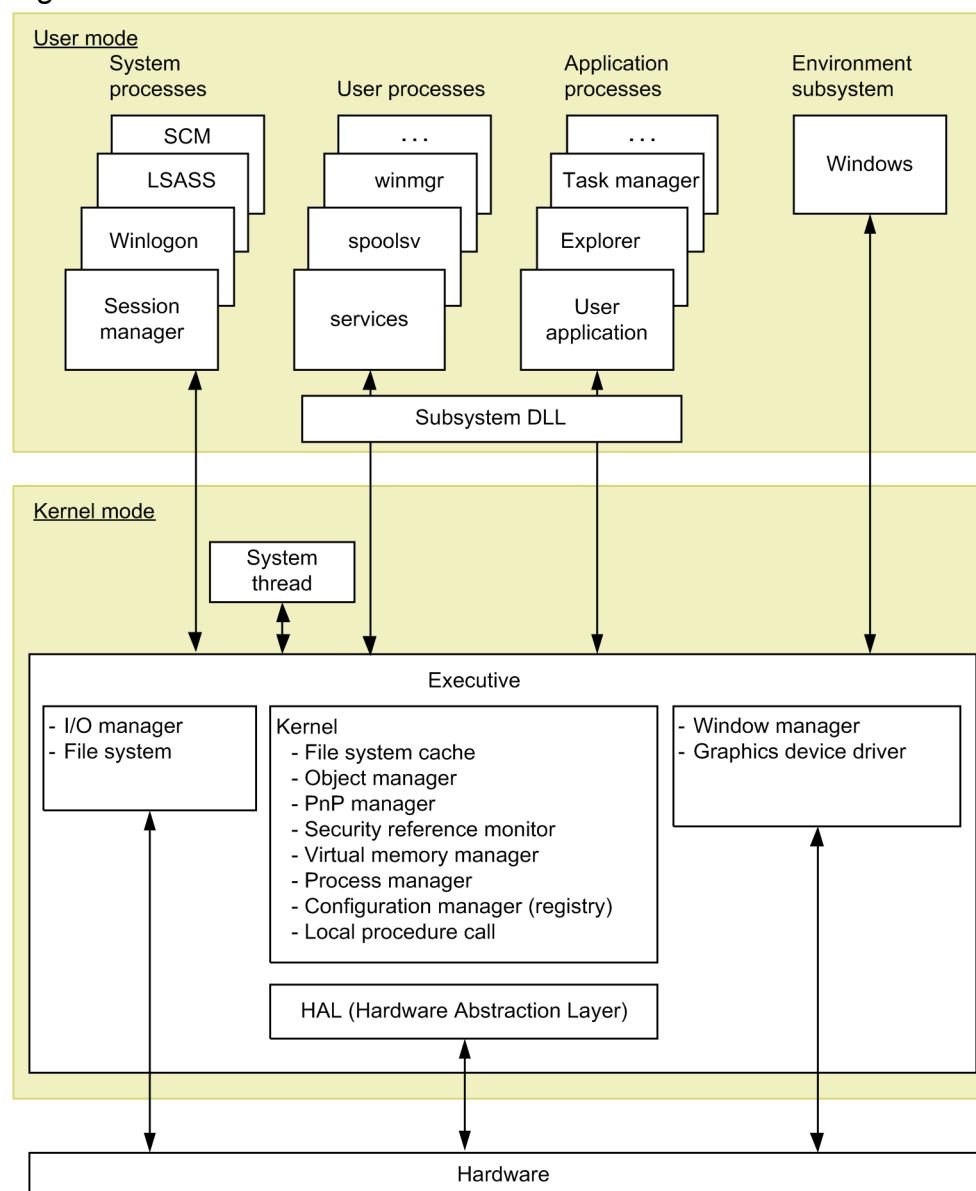 User mode
System
processes
User processes
Application
processes
Environment
subsystem
SCM
LSASS
Winlogon
Session
manager
...
winmgr
spoolsv
services
...
Task manager
Explorer
User
application
Windows
Subsystem DLL
Kernel mode
System
thread
Executive
- I/O manager
- File system
Kernel
- File system cache
- Object manager
- PnP manager
- Security reference monitor
- Virtual memory manager
- Process manager
- Configuration manager (registry)
- Local procedure call
- Window manager
- Graphics device driver
HAL (Hardware Abstraction Layer)
Hardware